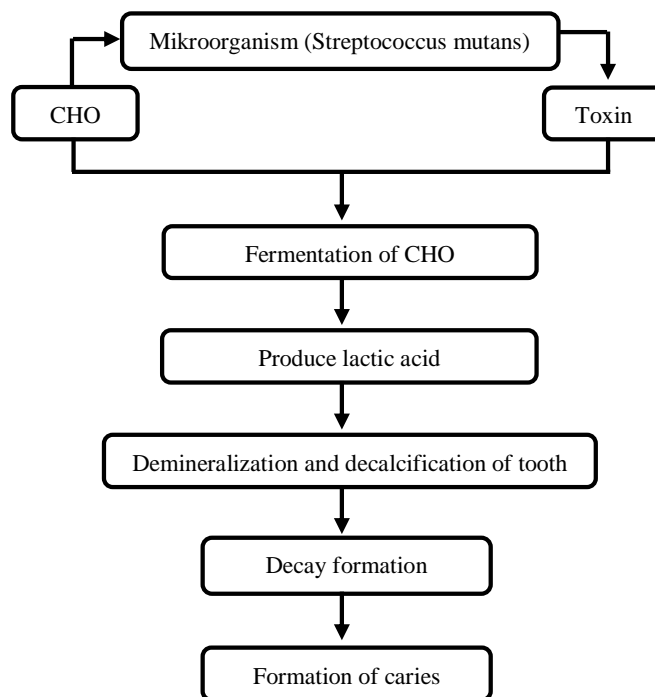 Mikroorganism (Streptococcus mutans)
CHO
Toxin
Fermentation of CHO
Produce lactic acid
Demineralization and decalcification of tooth
Decay formation
Formation of caries